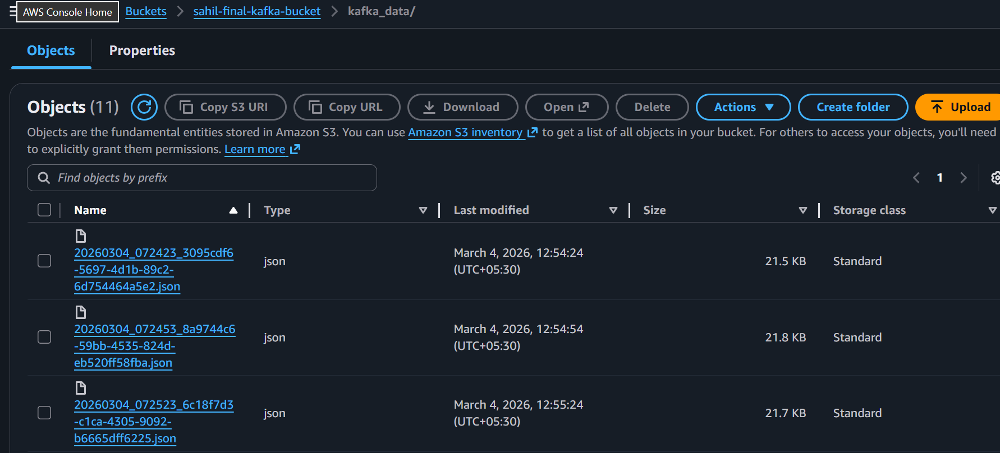 AWS Console Home Buckets sahil-final-kafka-bucket kafka_data/
Objects Properties
Objects (11) Copy S3 URI Copy URL Download Open Delete Actions Create folder Upload
Objects are the fundamental entities stored in Amazon S3. You can use Amazon S3 inventory to get a list of all objects in your bucket. For others to access your objects, you'll need
to explicitly grant them permissions. Learn more
Find objects by prefix 1
Name Type Last modified Size Storage class
20260304_072423_3095cdf6
-5697-4d1b-89c2-
6d754464a5e2.json
json
March 4, 2026, 12:54:24
(UTC+05:30)
21.5 KB
Standard
20260304_072453_8a9744c6
-59bb-4535-824d-
eb520ff58fba.json
json
March 4, 2026, 12:54:54
(UTC+05:30)
21.8 KB
Standard
20260304_072523_6c18f7d3
-c1ca-4305-9092-
b6665dff6225.json
json
March 4, 2026, 12:55:24
(UTC+05:30)
21.7 KB
Standard